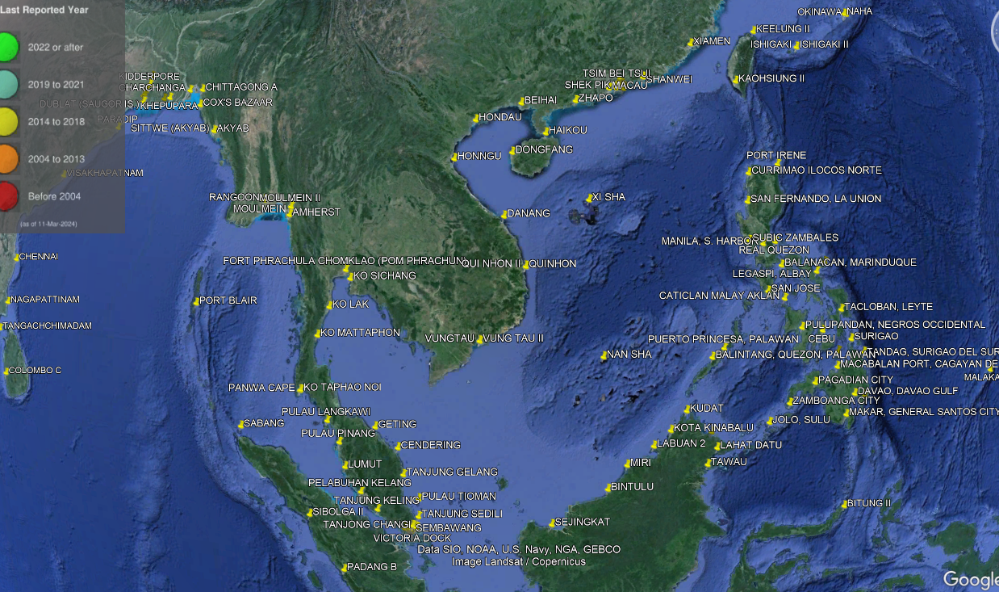 Last Reported Year
2022 or after
2019 to 2021
2014 to 2018
2004 to 2013
Before 2004
(as of 11-Mar-2024)
OKINAWA
NAHA
KEELUNG II
XIAMEN
ISHIGAKI
ISHIGAKI II
KIDDERPORE
TSIM BEI TSUI
SHANWEI
KAOHSIUNG II
CHARCHANGA
CHITTAGONG A
SHEK PIK
MACAU
DUBLAT (SAUGOR IS.)
KHEPUPARA
COX'S BAZAAR
BEIHAI
ZHAPO
PARADIP
HONDAU
SITTWE (AKYAB)
AKYAB
HAIKOU
DONGFANG
HONNGU
PORT IRENE
VISAKHAPATNAM
CURRIMAO ILOCOS NORTE
RANGOON
MOULMEIN II
XI SHA
SAN FERNANDO, LA UNION
MOULMEIN
AMHERST
DANANG
MANILA, S. HARBOR
SUBIC ZAMBALES
REAL QUEZON
CHENNAI
FORT PHRACHULA CHOMKLAO (POM PHRACHUN)
QUI NHON II
QUINHON
BALANACAN, MARINDUQUE
KO SICHANG
LEGASPI, ALBAY
SAN JOSE
NAGAPATTINAM
PORT BLAIR
KO LAK
CATICLAN MALAY AKLAN
TACLOBAN, LEYTE
TANGACHCHIMADAM
KO MATTAPHON
PULUPANDAN, NEGROS OCCIDENTAL
VUNGTAU
VUNG TAU II
PUERTO PRINCESA, PALAWAN
CEBU
SURIGAO
NAN SHA
BALINTANG, QUEZON, PALAWAN
TANDAG, SURIGAO DEL SUR
MACABALAN PORT, CAGAYAN DE
COLOMBO C
MALAKA
PANWA CAPE
KO TAPHAO NOI
PAGADIAN CITY
DAVAO, DAVAO GULF
ZAMBOANGA CITY
PULAU LANGKAWI
KUDAT
MAKAR, GENERAL SANTOS CITY
SABANG
GETING
JOLO, SULU
PULAU PINANG
KOTA KINABALU
CENDERING
LABUAN 2
LAHAT DATU
LUMUT
MIRI
TAWAU
TANJUNG GELANG
PELABUHAN KELANG
BINTULU
TANJUNG KELING
PULAU TIOMAN
BITUNG II
SIBOLGA II
TANJUNG SEDILI
TANJONG CHANGI
SEMBAWANG
SEJINGKAT
VICTORIA DOCK
Data SIO, NOAA, U.S. Navy, NGA, GEBCO
Image Landsat / Copernicus
PADANG B
Google